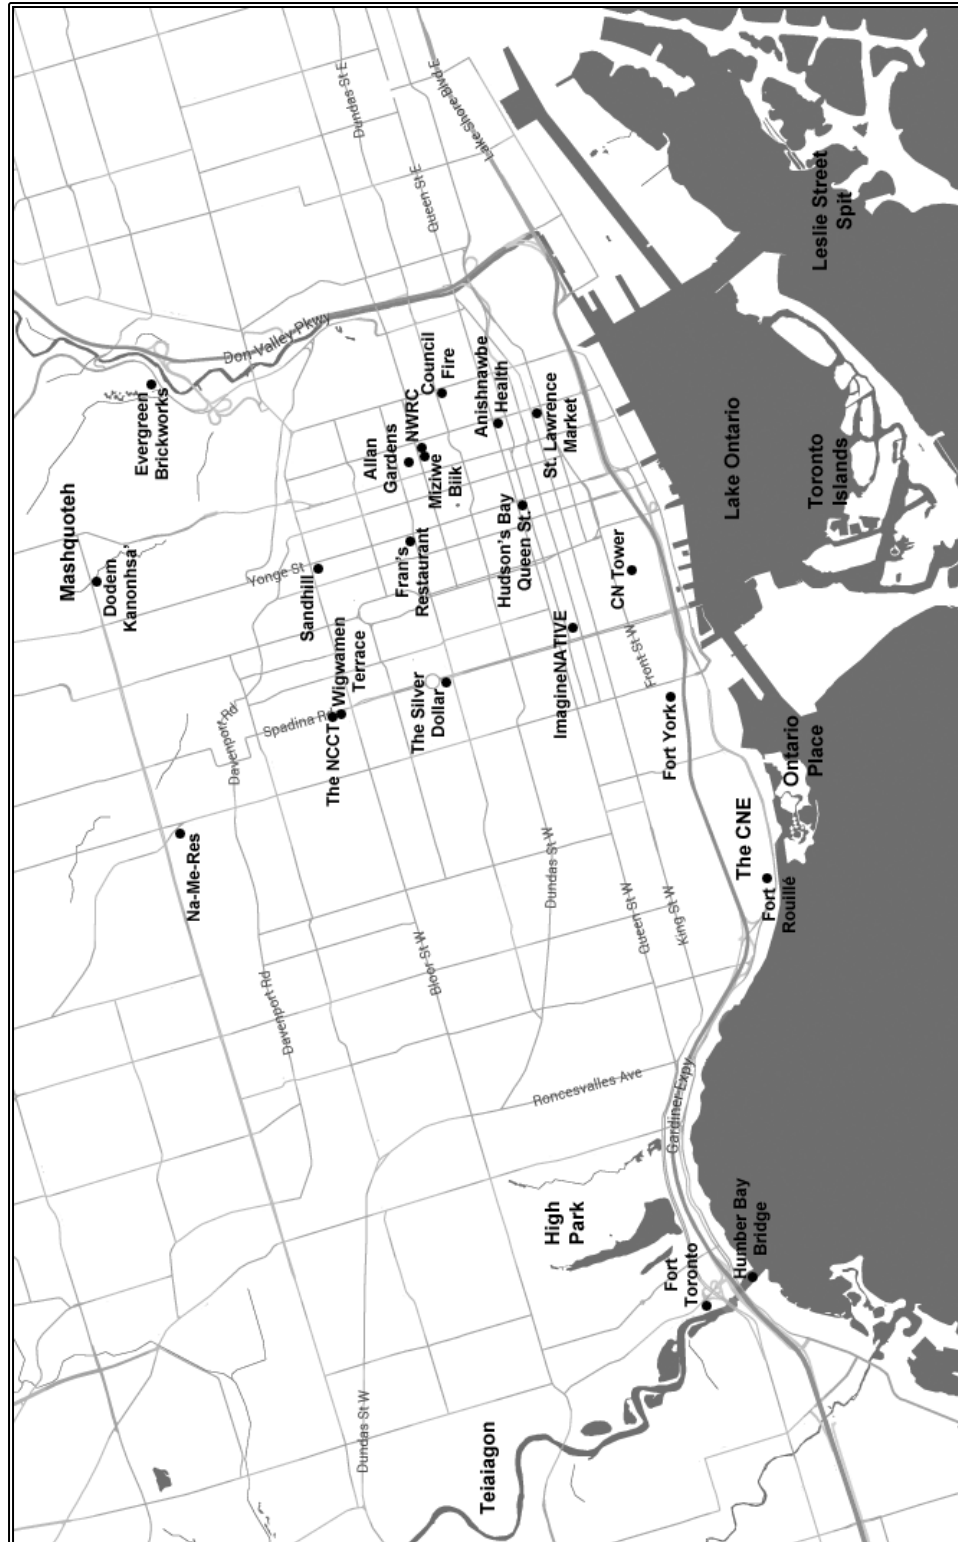 Teiaiagon
Dundas St W
High
Park
Fort
Toronto
Humber Bay
Bridge
Gardiner Expy
Roncesvalles Ave
Davenport Rd
Bloor St W
Dundas St W
Queen St W
King St W
Fort
Rouillé
The CNE
Ontario
Place
Na-Me-Res
Davenport Rd
Spadina Rd
The NCCT
Wigwamen
Terrace
The Silver
Dollar
ImagineNATIVE
Fort York
Front St W
CN Tower
Mashquoteh
Dodem
Kanonhsa'
Yonge St
Sandhill
Fran's
Restaurant
Hudson's Bay
Queen St.
Evergreen
Brickworks
Allan
Gardens
NWRC
Miziwe
Biik
Council
Fire
Anishnawbe
Health
St. Lawrence
Market
Lake Ontario
Toronto
Islands
Don Valley Pkwy
Dundas St E
Queen St E
Lake Shore Blvd E
Leslie Street
Spit